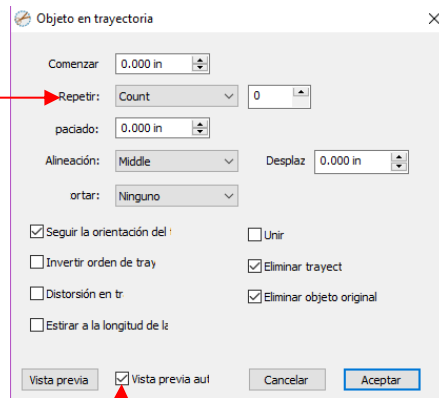 Objeto en trayectoria
Comenzar 0.000 in
Repetir: Count 0
paciado: 0.000 in
Alineación: Middle Desplaz 0.000 in
ortar: Ninguno
Seguir la orientación del t Unir
Invertir orden de tray Eliminar trayect
Distorsión en tr Eliminar objeto original
Estirar a la longitud de la
Vista previa Vista previa aut Cancelar Aceptar